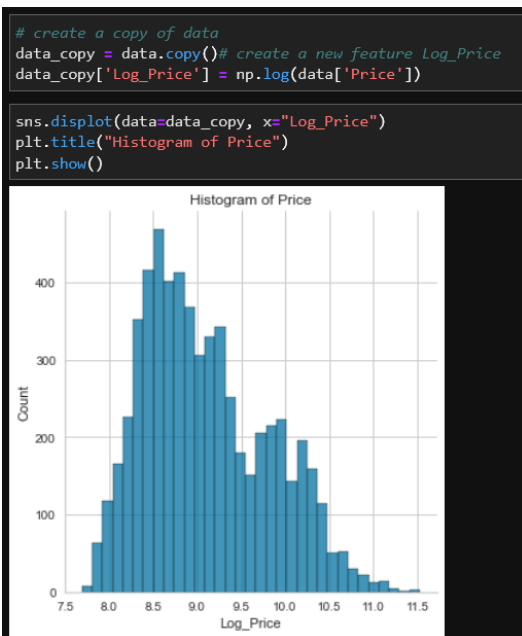 # create a copy of data
data_copy = data.copy()# create a new feature Log_Price
data_copy['Log_Price'] = np.log(data['Price'])
sns.displot(data=data_copy, x="Log_Price")
plt.title("Histogram of Price")
plt.show()
Histogram of Price
400
300
200
100
0
Count
7.5 8.0 8.5 9.0 9.5 10.0 10.5 11.0 11.5
Log_Price